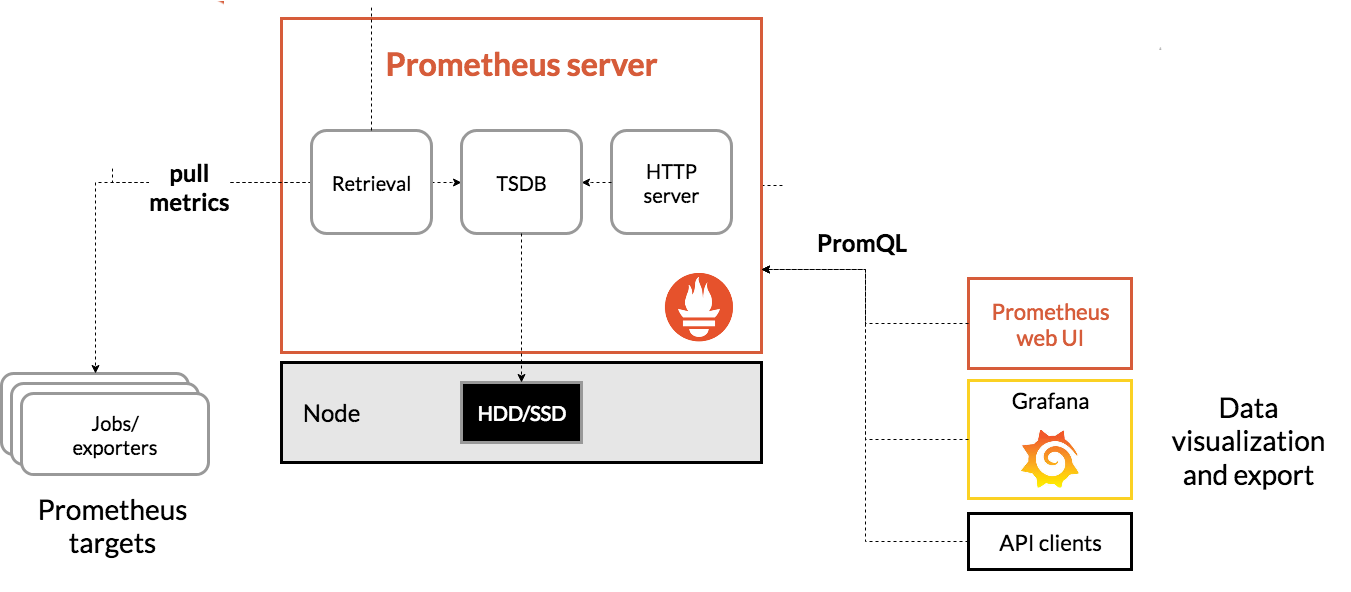 Prometheus server
pull
metrics
Retrieval
TSDB
HTTP
server
PromQL
Prometheus
web UI
Jobs/
exporters
Node
HDD/SSD
Grafana
Data
visualization
and export
Prometheus
targets
API clients